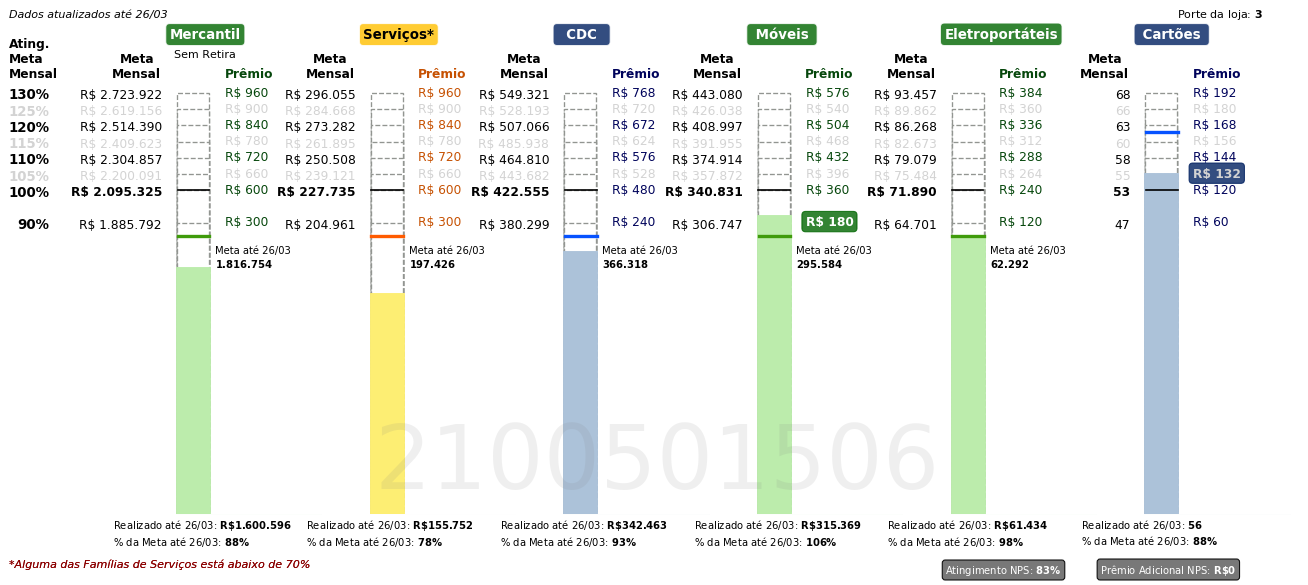 Dados atualizados até 26/03
Porte da loja: 3
Mercantil Serviços* CDC Móveis Eletroportáteis Cartões
Sem Retira
Ating. Meta Mensal
Meta Mensal Prêmio Meta Mensal Prêmio Meta Mensal Prêmio Meta Mensal Prêmio Meta Mensal Prêmio Meta Mensal Prêmio
130% R$ 2.723.922 R$ 960 R$ 296.055 R$ 960 R$ 549.321 R$ 768 R$ 443.080 R$ 576 R$ 93.457 R$ 384 68 R$ 192
125% R$ 2.619.156 R$ 900 R$ 284.668 R$ 900 R$ 528.193 R$ 720 R$ 426.038 R$ 540 R$ 89.862 R$ 360 66 R$ 180
120% R$ 2.514.390 R$ 840 R$ 273.282 R$ 840 R$ 507.066 R$ 672 R$ 408.997 R$ 504 R$ 86.268 R$ 336 63 R$ 168
115% R$ 2.409.623 R$ 780 R$ 261.895 R$ 780 R$ 485.938 R$ 624 R$ 391.955 R$ 468 R$ 82.673 R$ 312 60 R$ 156
110% R$ 2.304.857 R$ 720 R$ 250.508 R$ 720 R$ 464.810 R$ 576 R$ 374.914 R$ 432 R$ 79.079 R$ 288 58 R$ 144
105% R$ 2.200.091 R$ 660 R$ 239.121 R$ 660 R$ 443.682 R$ 528 R$ 357.872 R$ 396 R$ 75.484 R$ 264 55 R$ 132
100% R$ 2.095.325 R$ 600 R$ 227.735 R$ 600 R$ 422.555 R$ 480 R$ 340.831 R$ 360 R$ 71.890 R$ 240 53 R$ 120
90% R$ 1.885.792 R$ 300 R$ 204.961 R$ 300 R$ 380.299 R$ 240 R$ 306.747 R$ 180 R$ 64.701 R$ 120 47 R$ 60
Meta até 26/03 Meta até 26/03 Meta até 26/03 Meta até 26/03 Meta até 26/03
1.816.754 197.426 366.318 295.584 62.292
2100501506
Realizado até 26/03: R$1.600.596 Realizado até 26/03: R$155.752 Realizado até 26/03: R$342.463 Realizado até 26/03: R$315.369 Realizado até 26/03: R$61.434 Realizado até 26/03: 56
% da Meta até 26/03: 88% % da Meta até 26/03: 78% % da Meta até 26/03: 93% % da Meta até 26/03: 106% % da Meta até 26/03: 98% % da Meta até 26/03: 88%
*Alguma das Famílias de Serviços está abaixo de 70%
Atingimento NPS: 83% Prêmio Adicional NPS: R$0